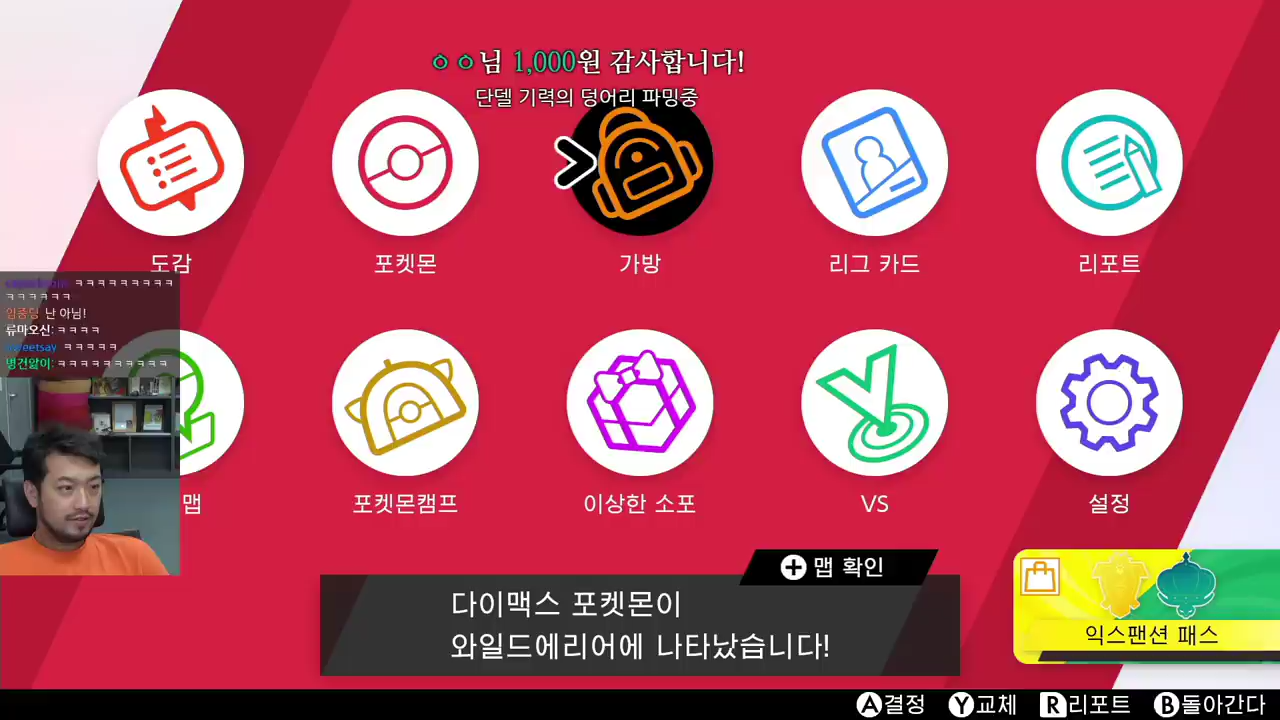 ㅇㅇ님 1,000원 감사합니다!
단델 기력의 덩어리 파밍중
도감
포켓몬
가방
리그 카드
리포트
ㅋㅋㅋㅋㅋㅋㅋㅋㅋ
ㅋㅋㅋㅋㅋㅋ
임종딩 난 아님!
류마오신: ㅋㅋㅋㅋ
ㅋㅋㅋㅋㅋ
병건앓이: ㅋㅋㅋㅋㅋㅋㅋㅋㅋㅋ
맵
포켓몬캠프
이상한 소포
VS
설정
맵 확인
다이맥스 포켓몬이
와일드에리어에 나타났습니다!
익스팬션 패스
A결정
Y교체
R리포트
B돌아간다